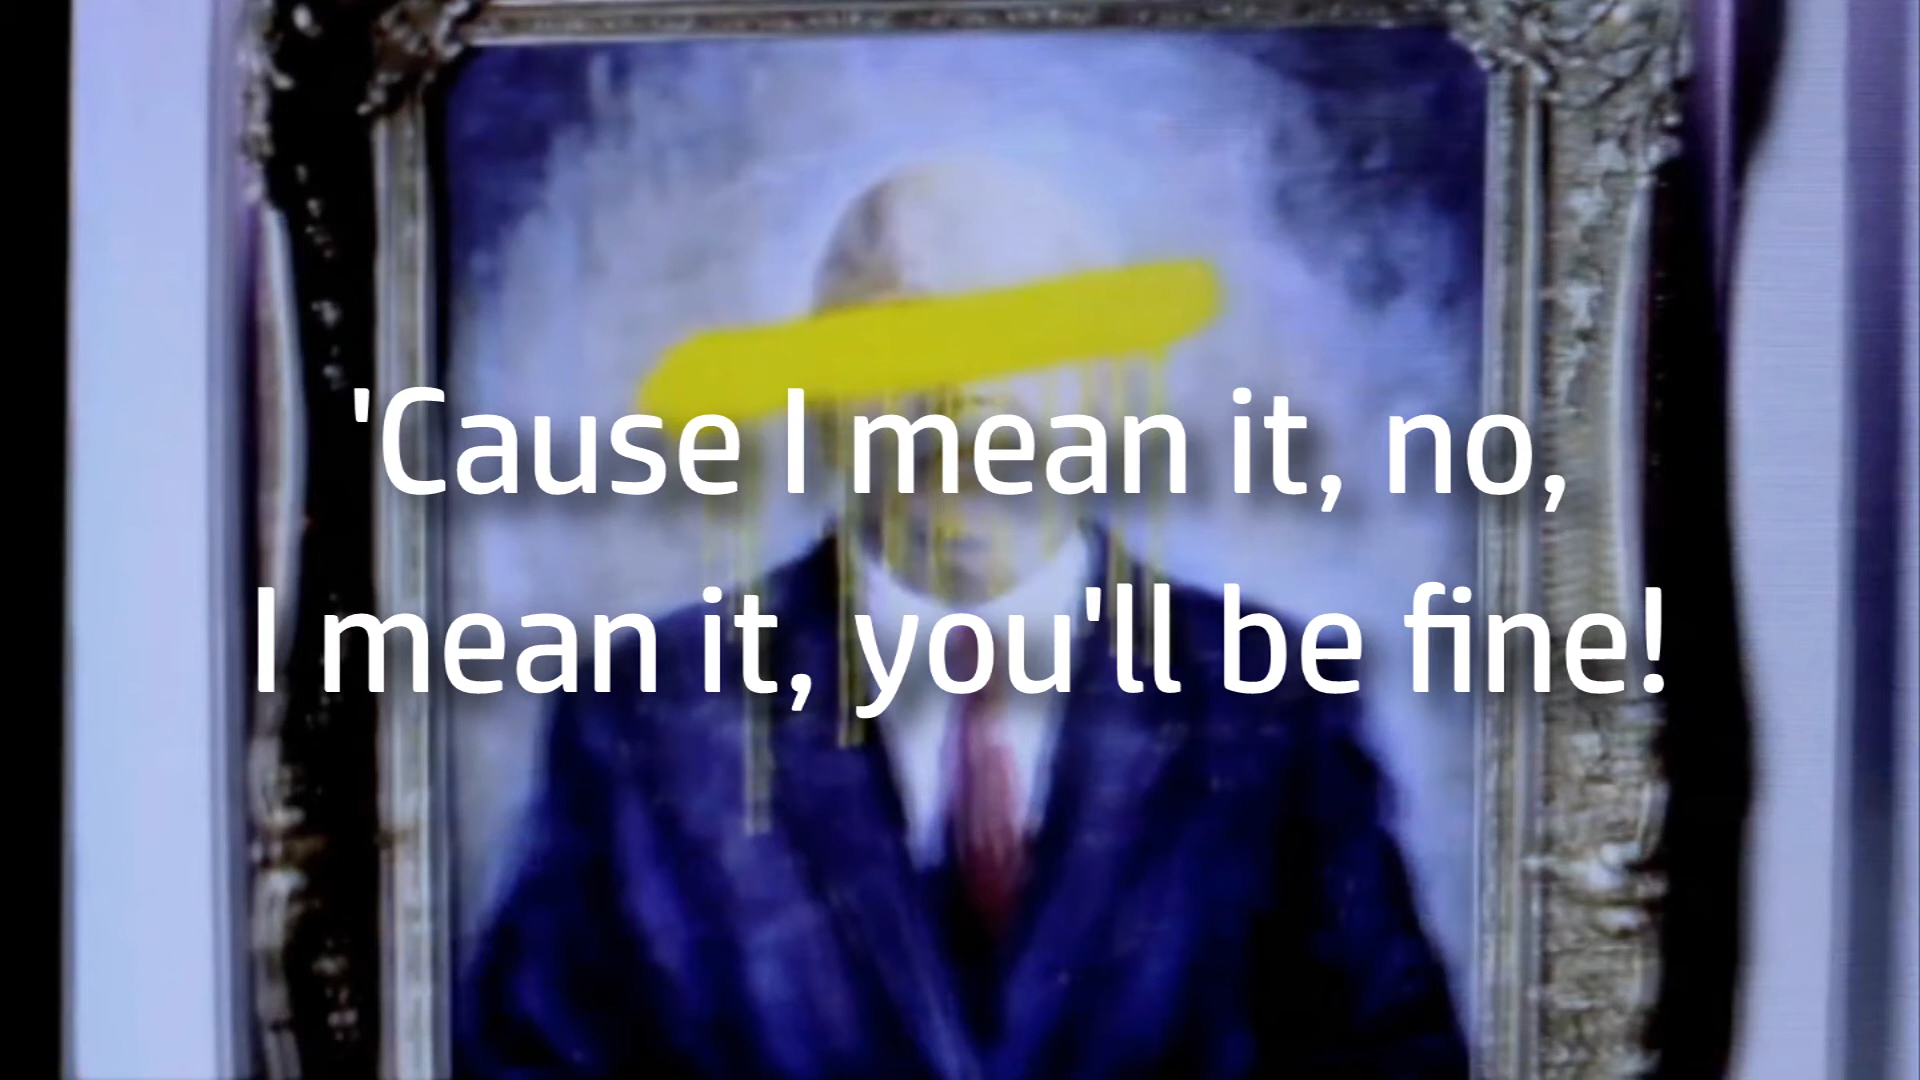 'Cause I mean it, no,
I mean it, you'll be fine!